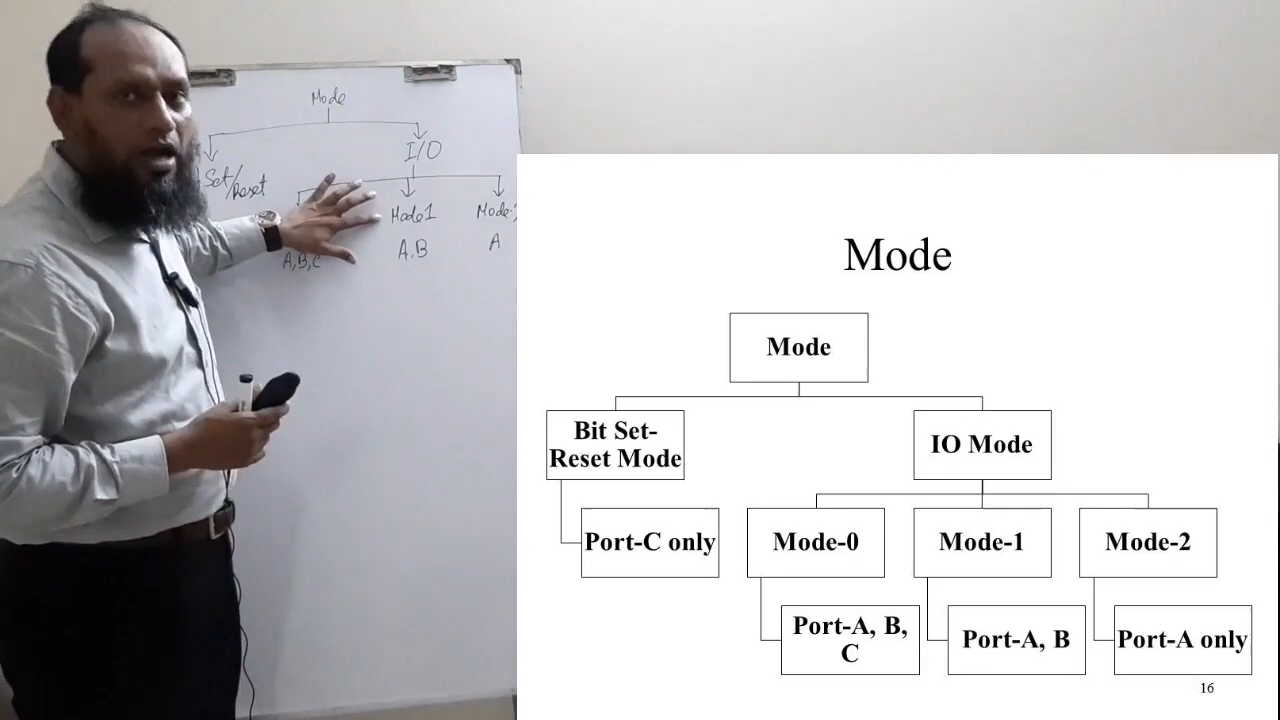 Mode
I/O
Set/Reset
Mode1
Mode-
A,B,C
A,B
A
Mode
Mode
Bit Set-
Reset Mode
IO Mode
Port-C only
Mode-0
Mode-1
Mode-2
Port-A, B,
C
Port-A, B
Port-A only
16